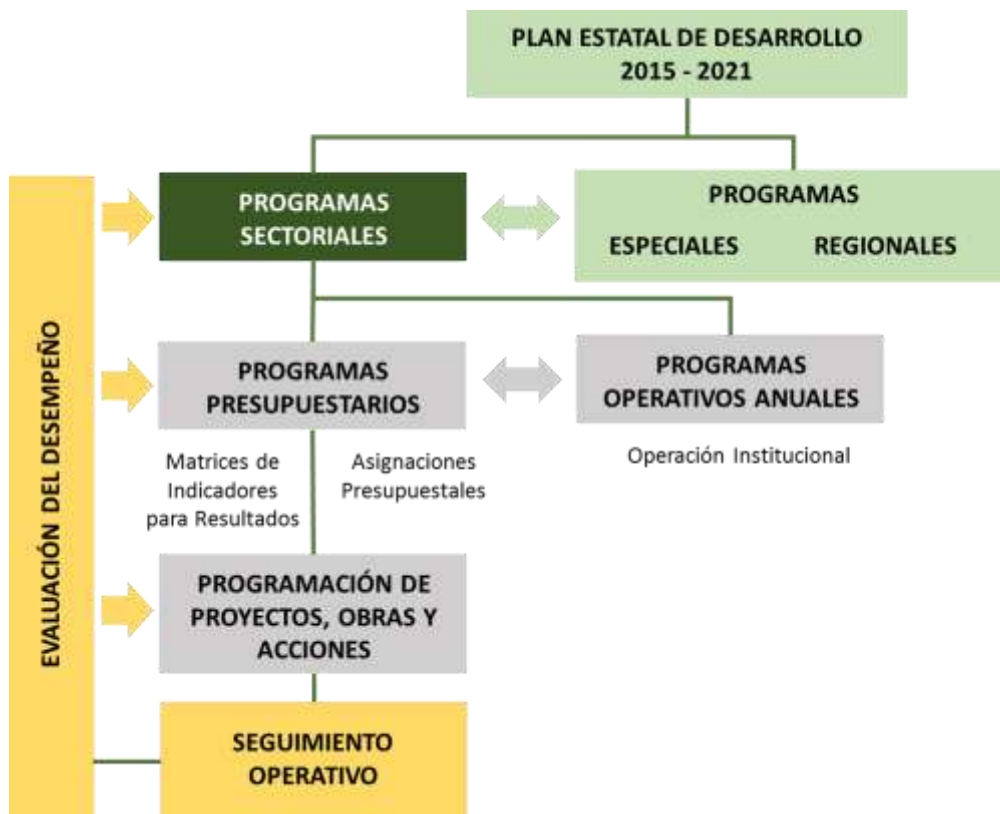 PLAN ESTATAL DE DESARROLLO
2015 - 2021
PROGRAMAS
SECTORIALES
PROGRAMAS
ESPECIALES REGIONALES
EVALUACIÓN DEL DESEMPEÑO
PROGRAMAS
PRESUPUESTARIOS
PROGRAMAS
OPERATIVOS ANUALES
Matrices de
Indicadores
para Resultados
Asignaciones
Presupuestales
Operación Institucional
PROGRAMACIÓN DE
PROYECTOS, OBRAS Y
ACCIONES
SEGUIMIENTO
OPERATIVO